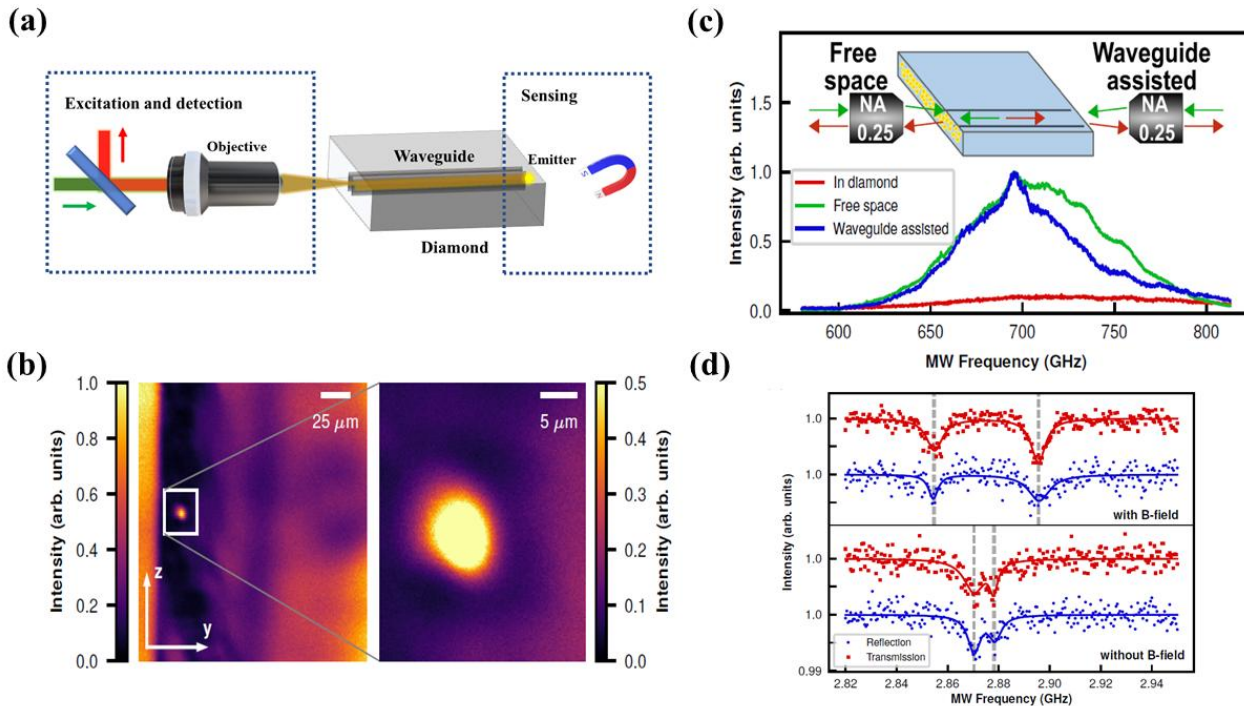 (a)
Excitation and detection
Objective
Waveguide
Diamond
Sensing
Emitter
S
(b)
Intensity (arb. units)
1.0
0.8
0.6
0.4
0.2
0.0
z
y
25 μm
5 μm
0.5
0.4
0.3
0.2
0.1
0.0
Intensity (arb. units)
(c)
Free space
Waveguide assisted
NA 0.25
NA 0.25
Intensity (arb. units)
1.5
1.0
0.5
0.0
In diamond
Free space
Waveguide assisted
600
650
700
750
800
MW Frequency (GHz)
(d)
Intensity (arb. units)
1.0
1.0
with B-field
1.0
1.0
0.99
Reflection
Transmission
without B-field
2.82
2.84
2.86
2.88
2.90
2.92
2.94
MW Frequency (GHz)